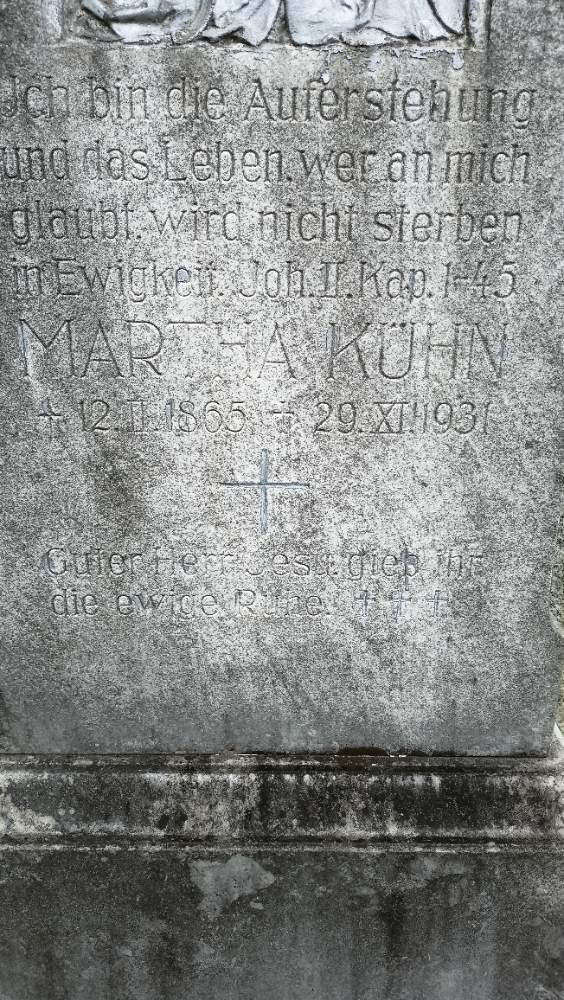 Ich bin die Auferstehung
und das Leben. wer an mich
glaubt. wird nicht sterben
in Ewigkeit. Joh. II. Kap. 1-45
MARTHA KÜHN
+ 12. II. 1865 + 29. XI. 1931
Guter Herr Jesu. gieb ihr
die ewige Ruhe. + + +